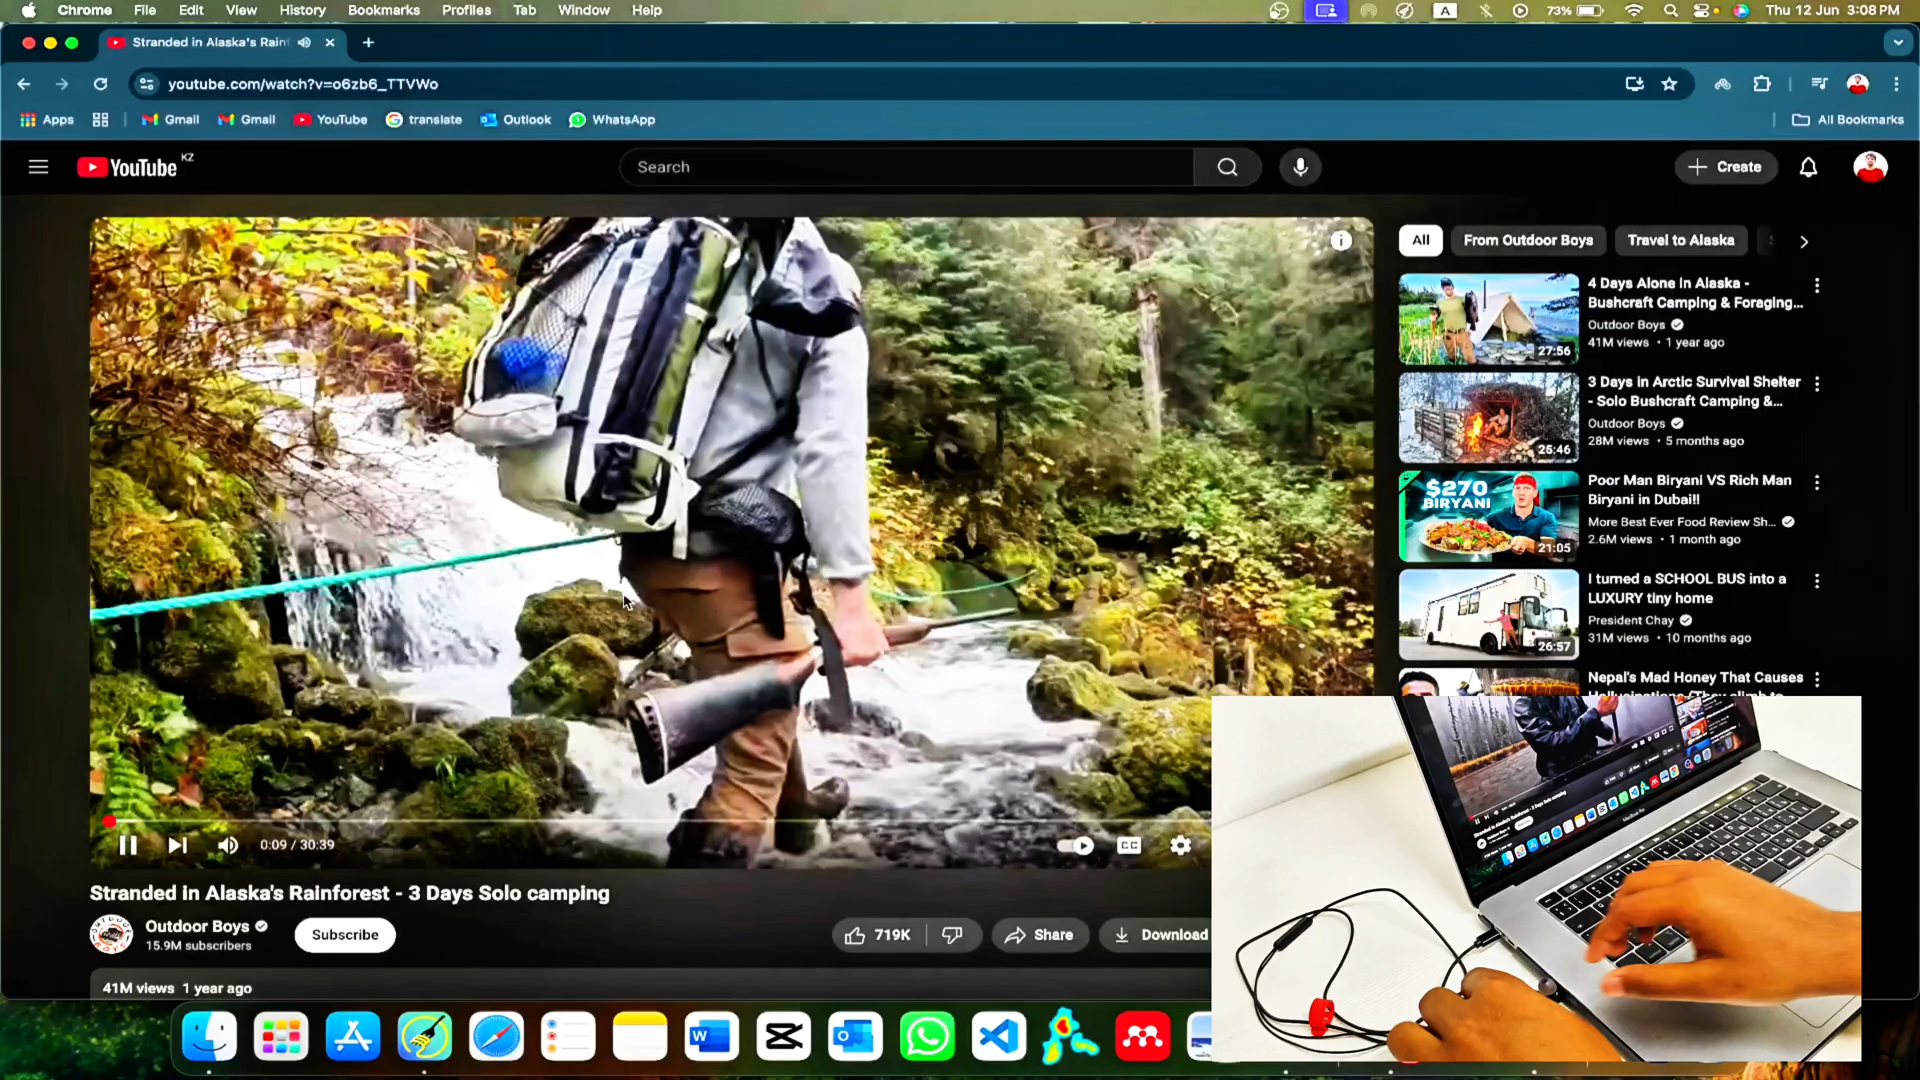 Chrome File Edit View History Bookmarks Profiles Tab Window Help
A 73% Thu 12 Jun 3:08 PM
Stranded in Alaska's Rain
youtube.com/watch?v=o6zb6_TTVWo
Apps Gmail Gmail YouTube translate Outlook WhatsApp All Bookmarks
YouTube KZ
Search
Create
All From Outdoor Boys Travel to Alaska
4 Days Alone in Alaska -
Bushcraft Camping & Foraging...
Outdoor Boys
41M views • 1 year ago
27:56
3 Days in Arctic Survival Shelter
- Solo Bushcraft Camping &...
Outdoor Boys
28M views • 5 months ago
25:46
$270
BIRYANI
21:05
Poor Man Biryani VS Rich Man
Biryani in Dubai!!
More Best Ever Food Review Sh...
2.6M views • 1 month ago
I turned a SCHOOL BUS into a
LUXURY tiny home
President Chay
31M views • 10 months ago
26:57
Nepal's Mad Honey That Causes
0:09 / 30:39
CC
Stranded in Alaska's Rainforest - 3 Days Solo camping
Outdoor Boys
15.9M subscribers
Subscribe
719K
Share
Download
41M views 1 year ago